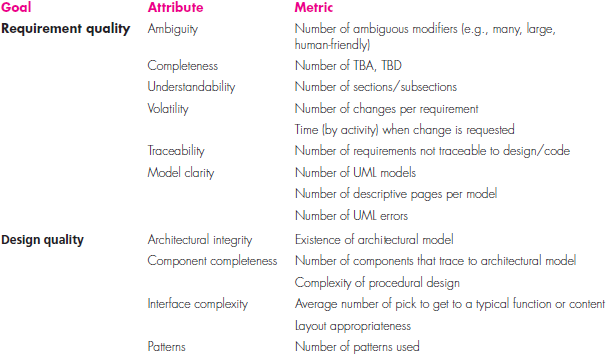 Goal Attribute Metric
Requirement quality Ambiguity Number of ambiguous modifiers (e.g., many, large,
human-friendly)
Completeness Number of TBA, TBD
Understandability Number of sections/subsections
Volatility Number of changes per requirement
Time (by activity) when change is requested
Traceability Number of requirements not traceable to design/code
Model clarity Number of UML models
Number of descriptive pages per model
Number of UML errors
Design quality Architectural integrity Existence of architectural model
Component completeness Number of components that trace to architectural model
Complexity of procedural design
Interface complexity Average number of pick to get to a typical function or content
Layout appropriateness
Patterns Number of patterns used